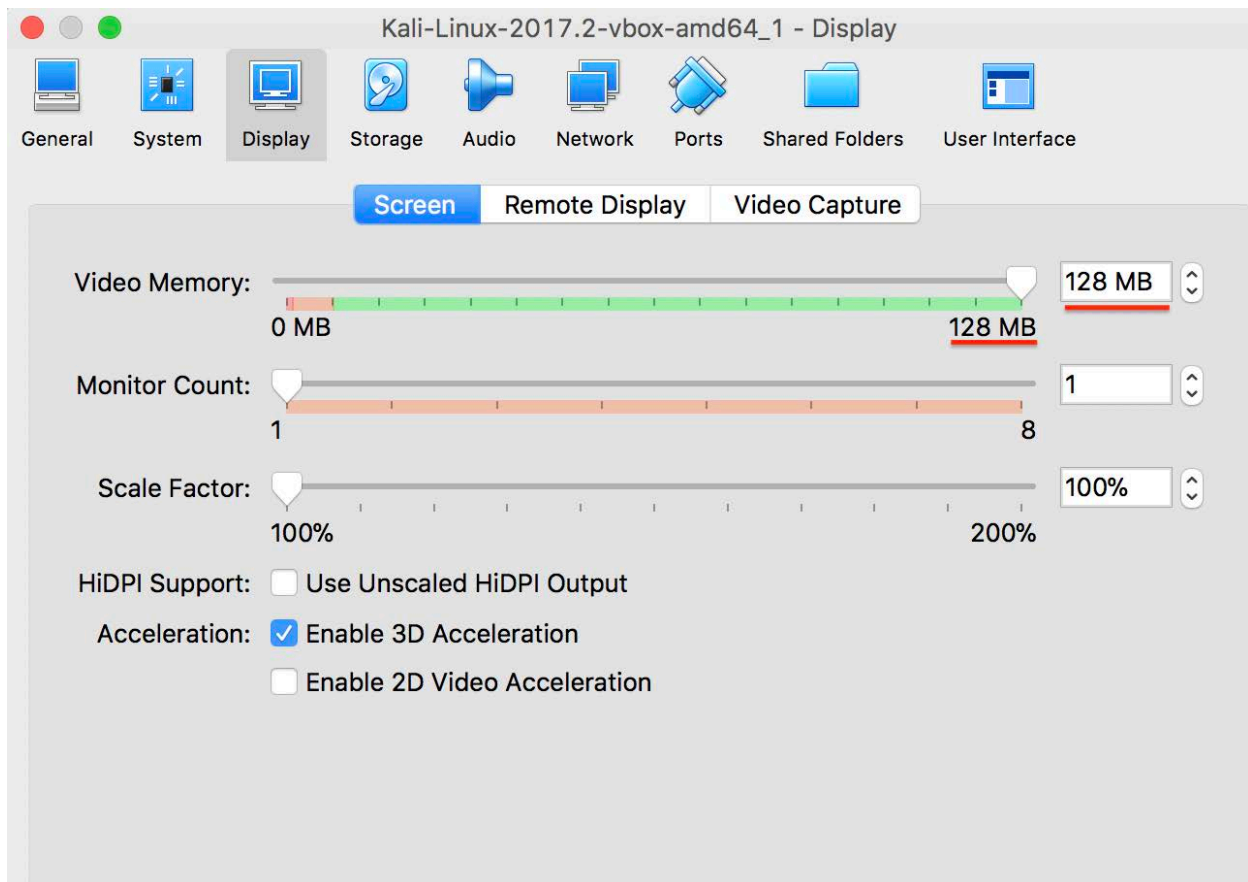 Kali-Linux-2017.2-vbox-amd64_1 - Display
General System Display Storage Audio Network Ports Shared Folders User Interface
Screen Remote Display Video Capture
Video Memory: 128 MB
0 MB 128 MB
Monitor Count: 1
1 8
Scale Factor: 100%
100% 200%
HiDPI Support: Use Unscaled HiDPI Output
Acceleration: Enable 3D Acceleration
Enable 2D Video Acceleration